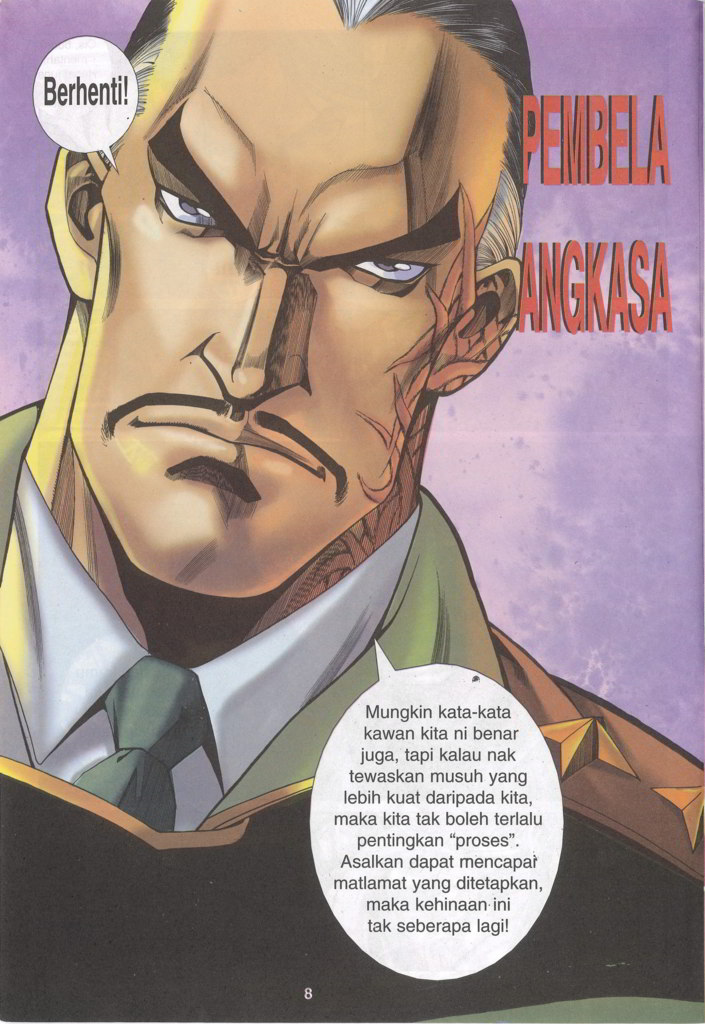 Berhenti!
PEMBELA
ANGKASA
Mungkin kata-kata
kawan kita ni benar
juga, tapi kalau nak
tewaskan musuh yang
lebih kuat daripada kita,
maka kita tak boleh terlalu
pentingkan “proses”.
Asalkan dapat mencapai
matlamat yang ditetapkan,
maka kehinaan ini
tak seberapa lagi!
8